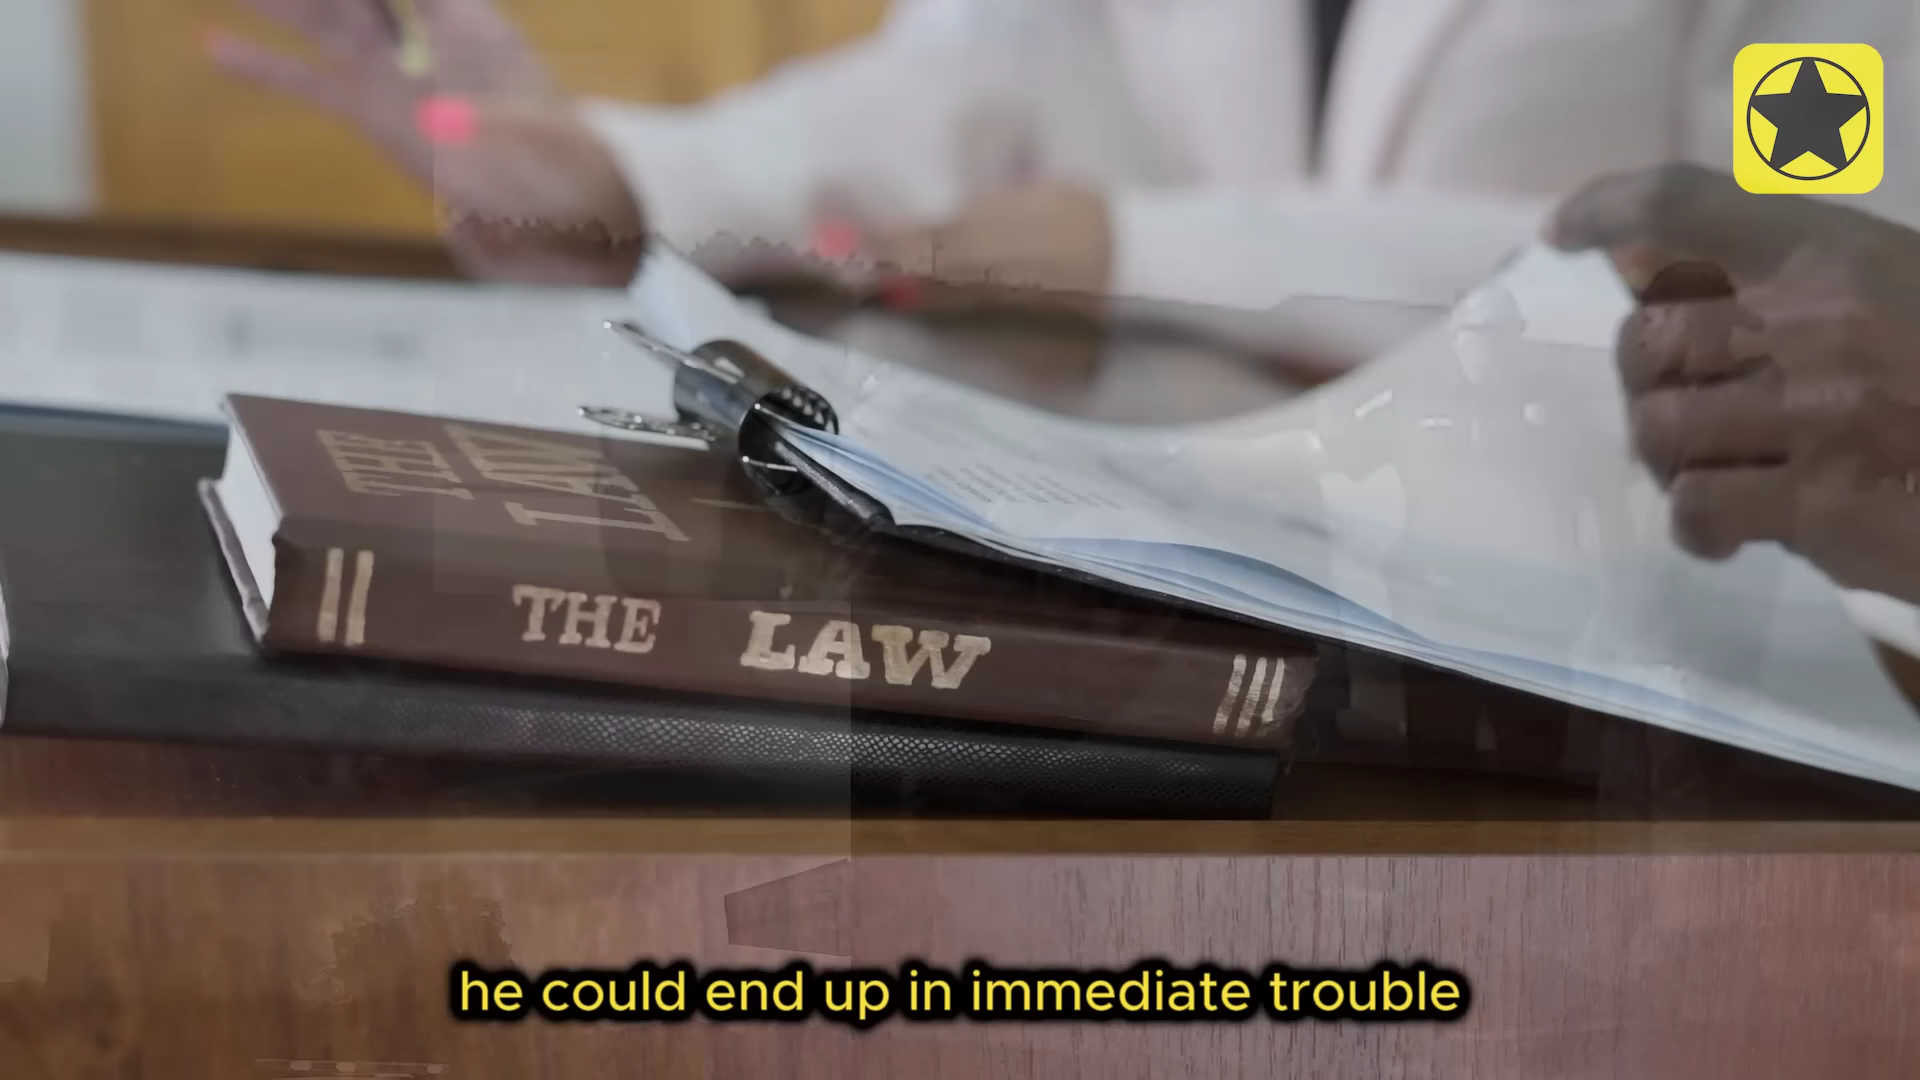 THE
LAW
THE LAW
he could end up in immediate trouble